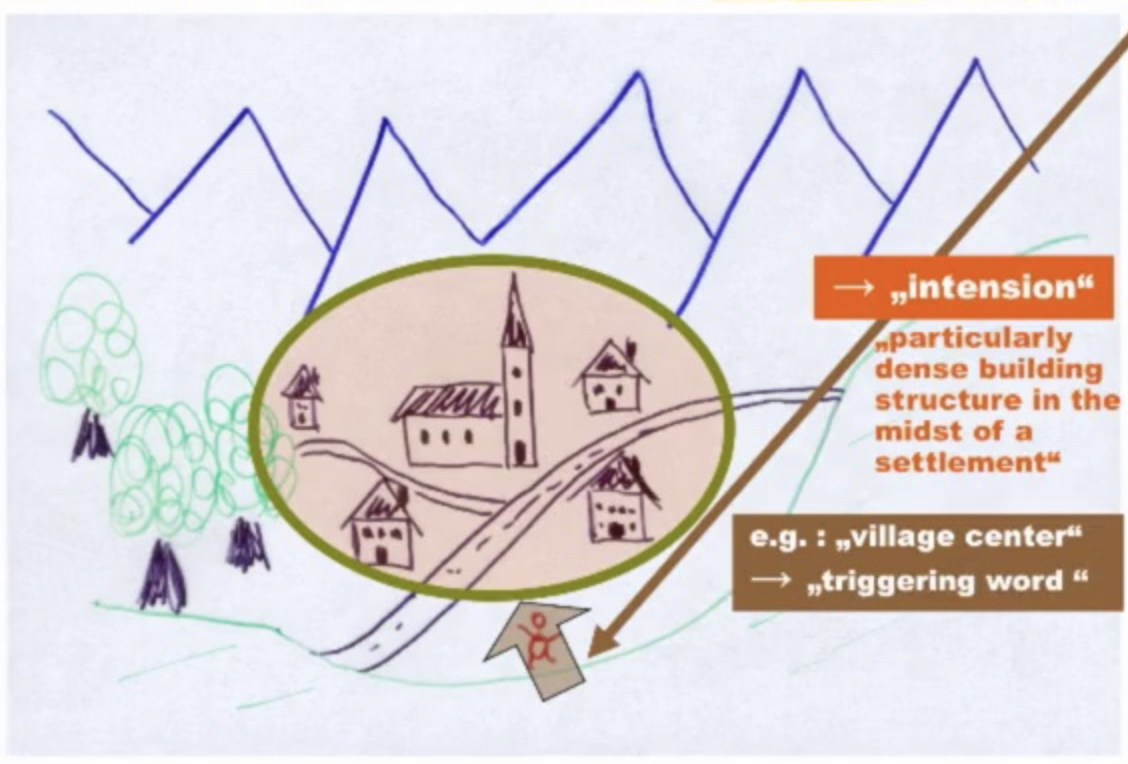 → „intension“
„particularly
dense building
structure in the
midst of a
settlement“
e.g. : „village center“
→ „triggering word “